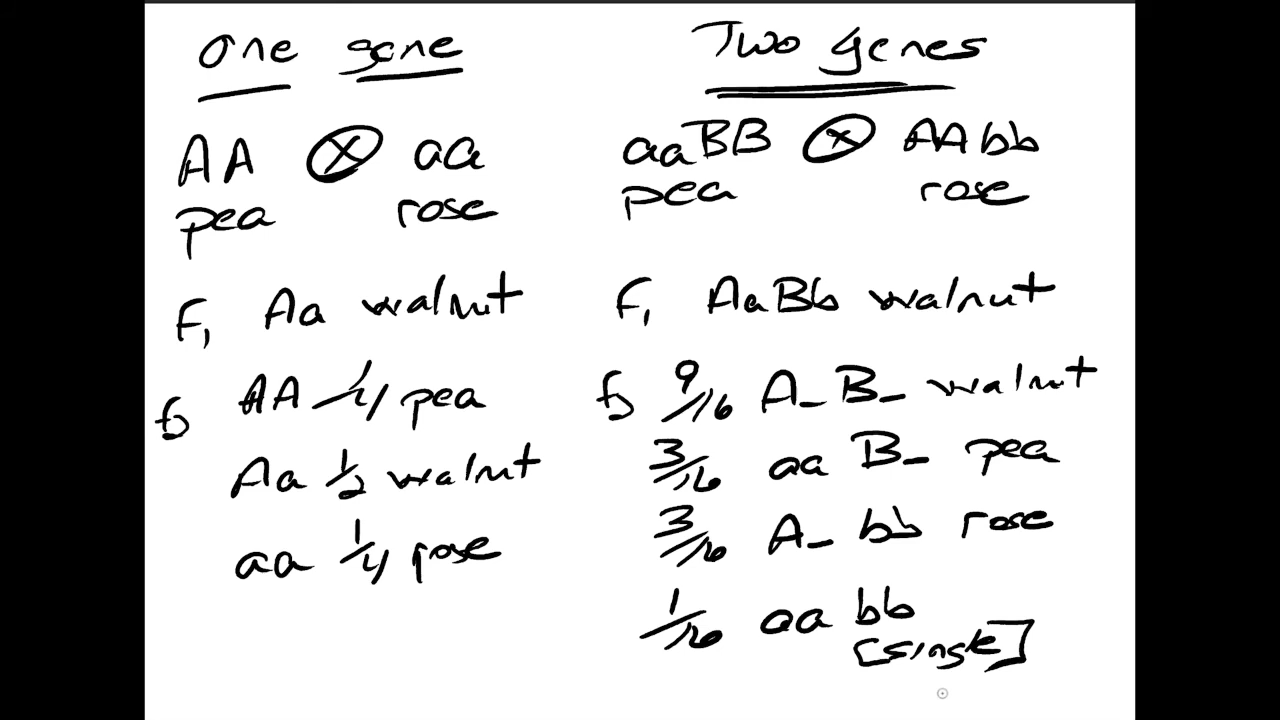 one gene
AA ⊗ aa
pea rose
F1 Aa walnut
F2 AA 1/4 pea
Aa 1/2 walnut
aa 1/4 rose
Two genes
aaBB ⊗ AAbb
pea rose
F1 AaBb walnut
F2 9/16 A_ B_ walnut
3/16 aa B_ pea
3/16 A_ bb rose
1/16 aa bb
[single]